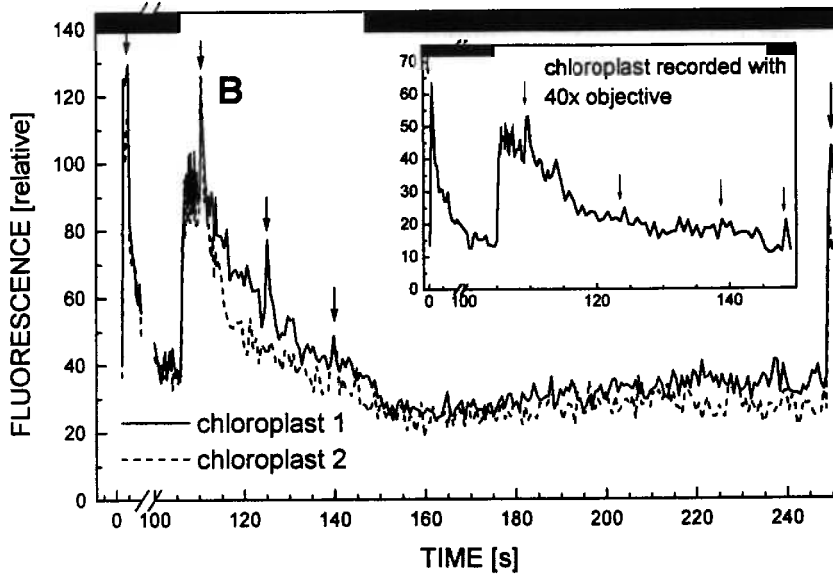 B
chloroplast recorded with
40x objective
70
60
50
40
30
20
10
0
0 100 120 140
140
120
100
80
60
40
20
0
FLUORESCENCE [relative]
chloroplast 1
chloroplast 2
0 100 120 140 160 180 200 220 240
TIME [s]